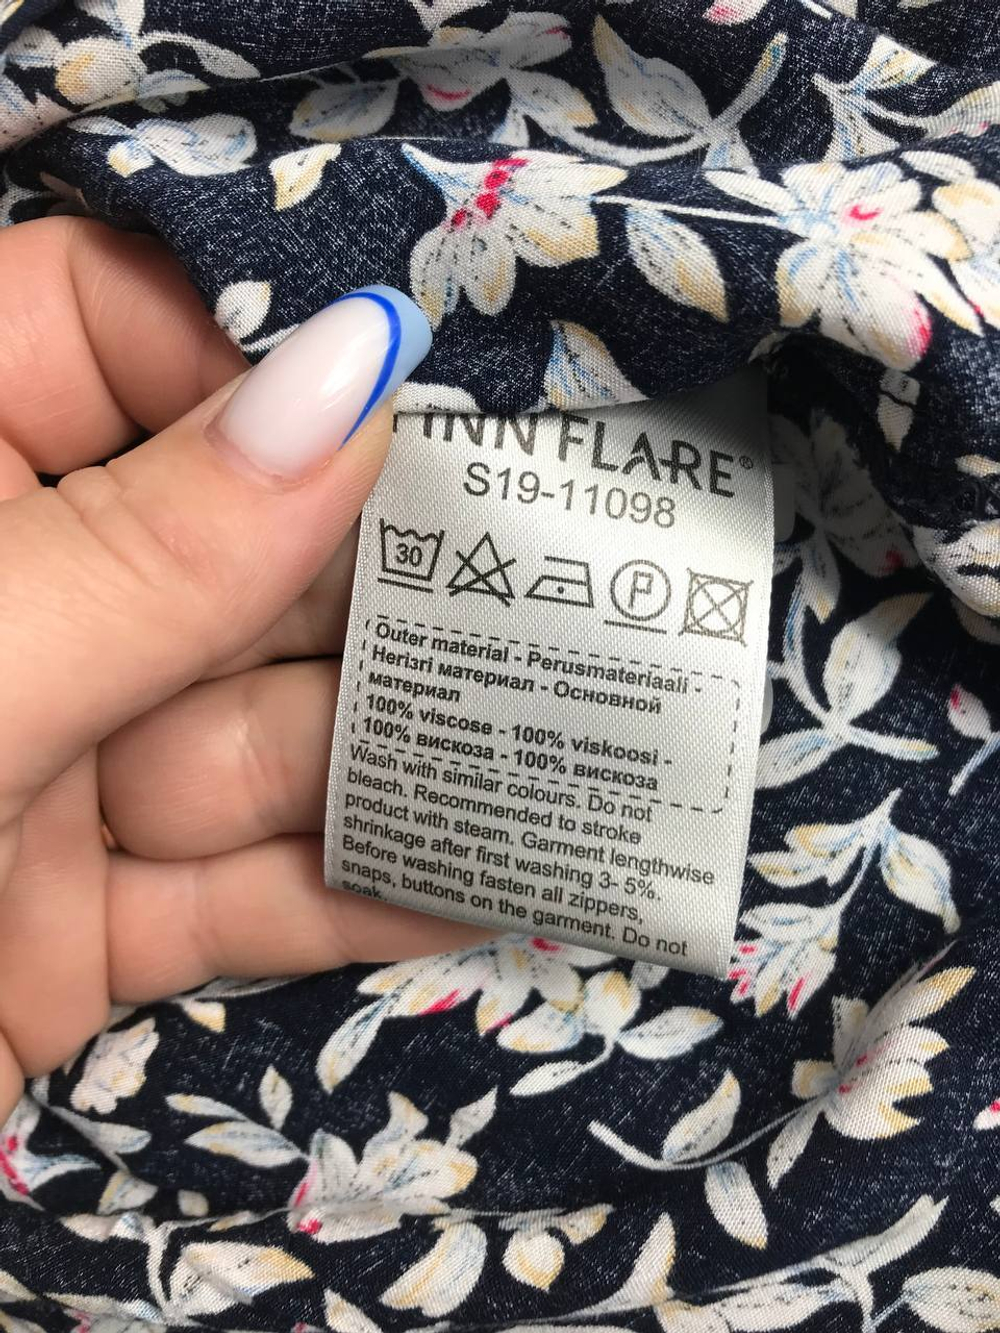 FINN FLARE®
S19-11098
30
P
Outer material - Perusmateriaali -
Негізгі материал - Основной
материал
100% viscose - 100% viskoosi -
100% вискоза - 100% вискоза
Wash with similar colours. Do not
bleach. Recommended to stroke
product with steam. Garment lengthwise
shrinkage after first washing 3- 5%.
Before washing fasten all zippers,
snaps, buttons on the garment. Do not
soak.